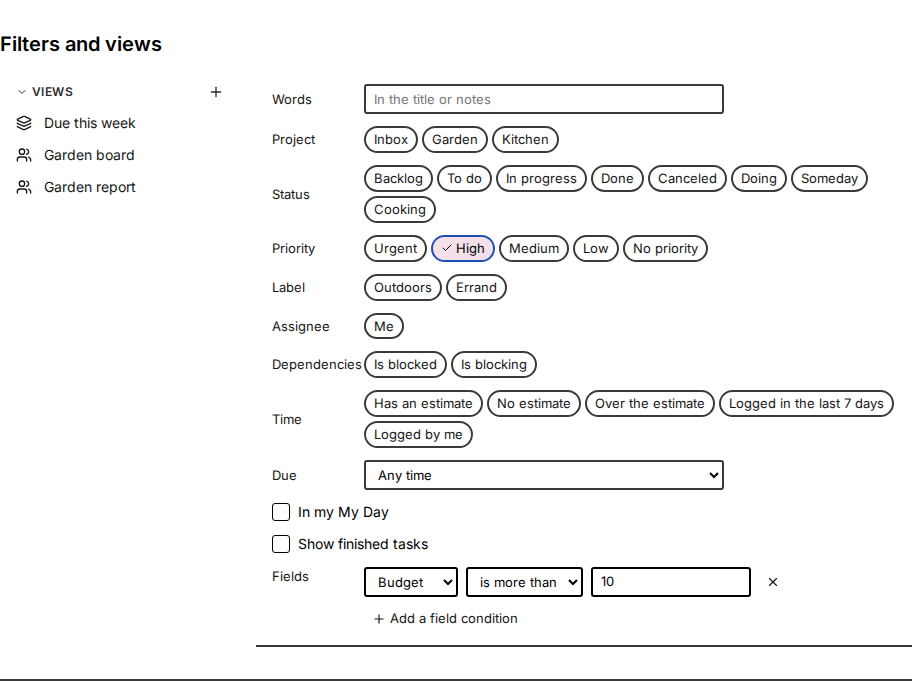 Filters and views
VIEWS
Due this week
Garden board
Garden report
Words In the title or notes
Project Inbox Garden Kitchen
Status Backlog To do In progress Done Canceled Doing Someday
Cooking
Priority Urgent High Medium Low No priority
Label Outdoors Errand
Assignee Me
Dependencies Is blocked Is blocking
Time Has an estimate No estimate Over the estimate Logged in the last 7 days
Logged by me
Due Any time
In my My Day
Show finished tasks
Fields Budget is more than 10
Add a field condition